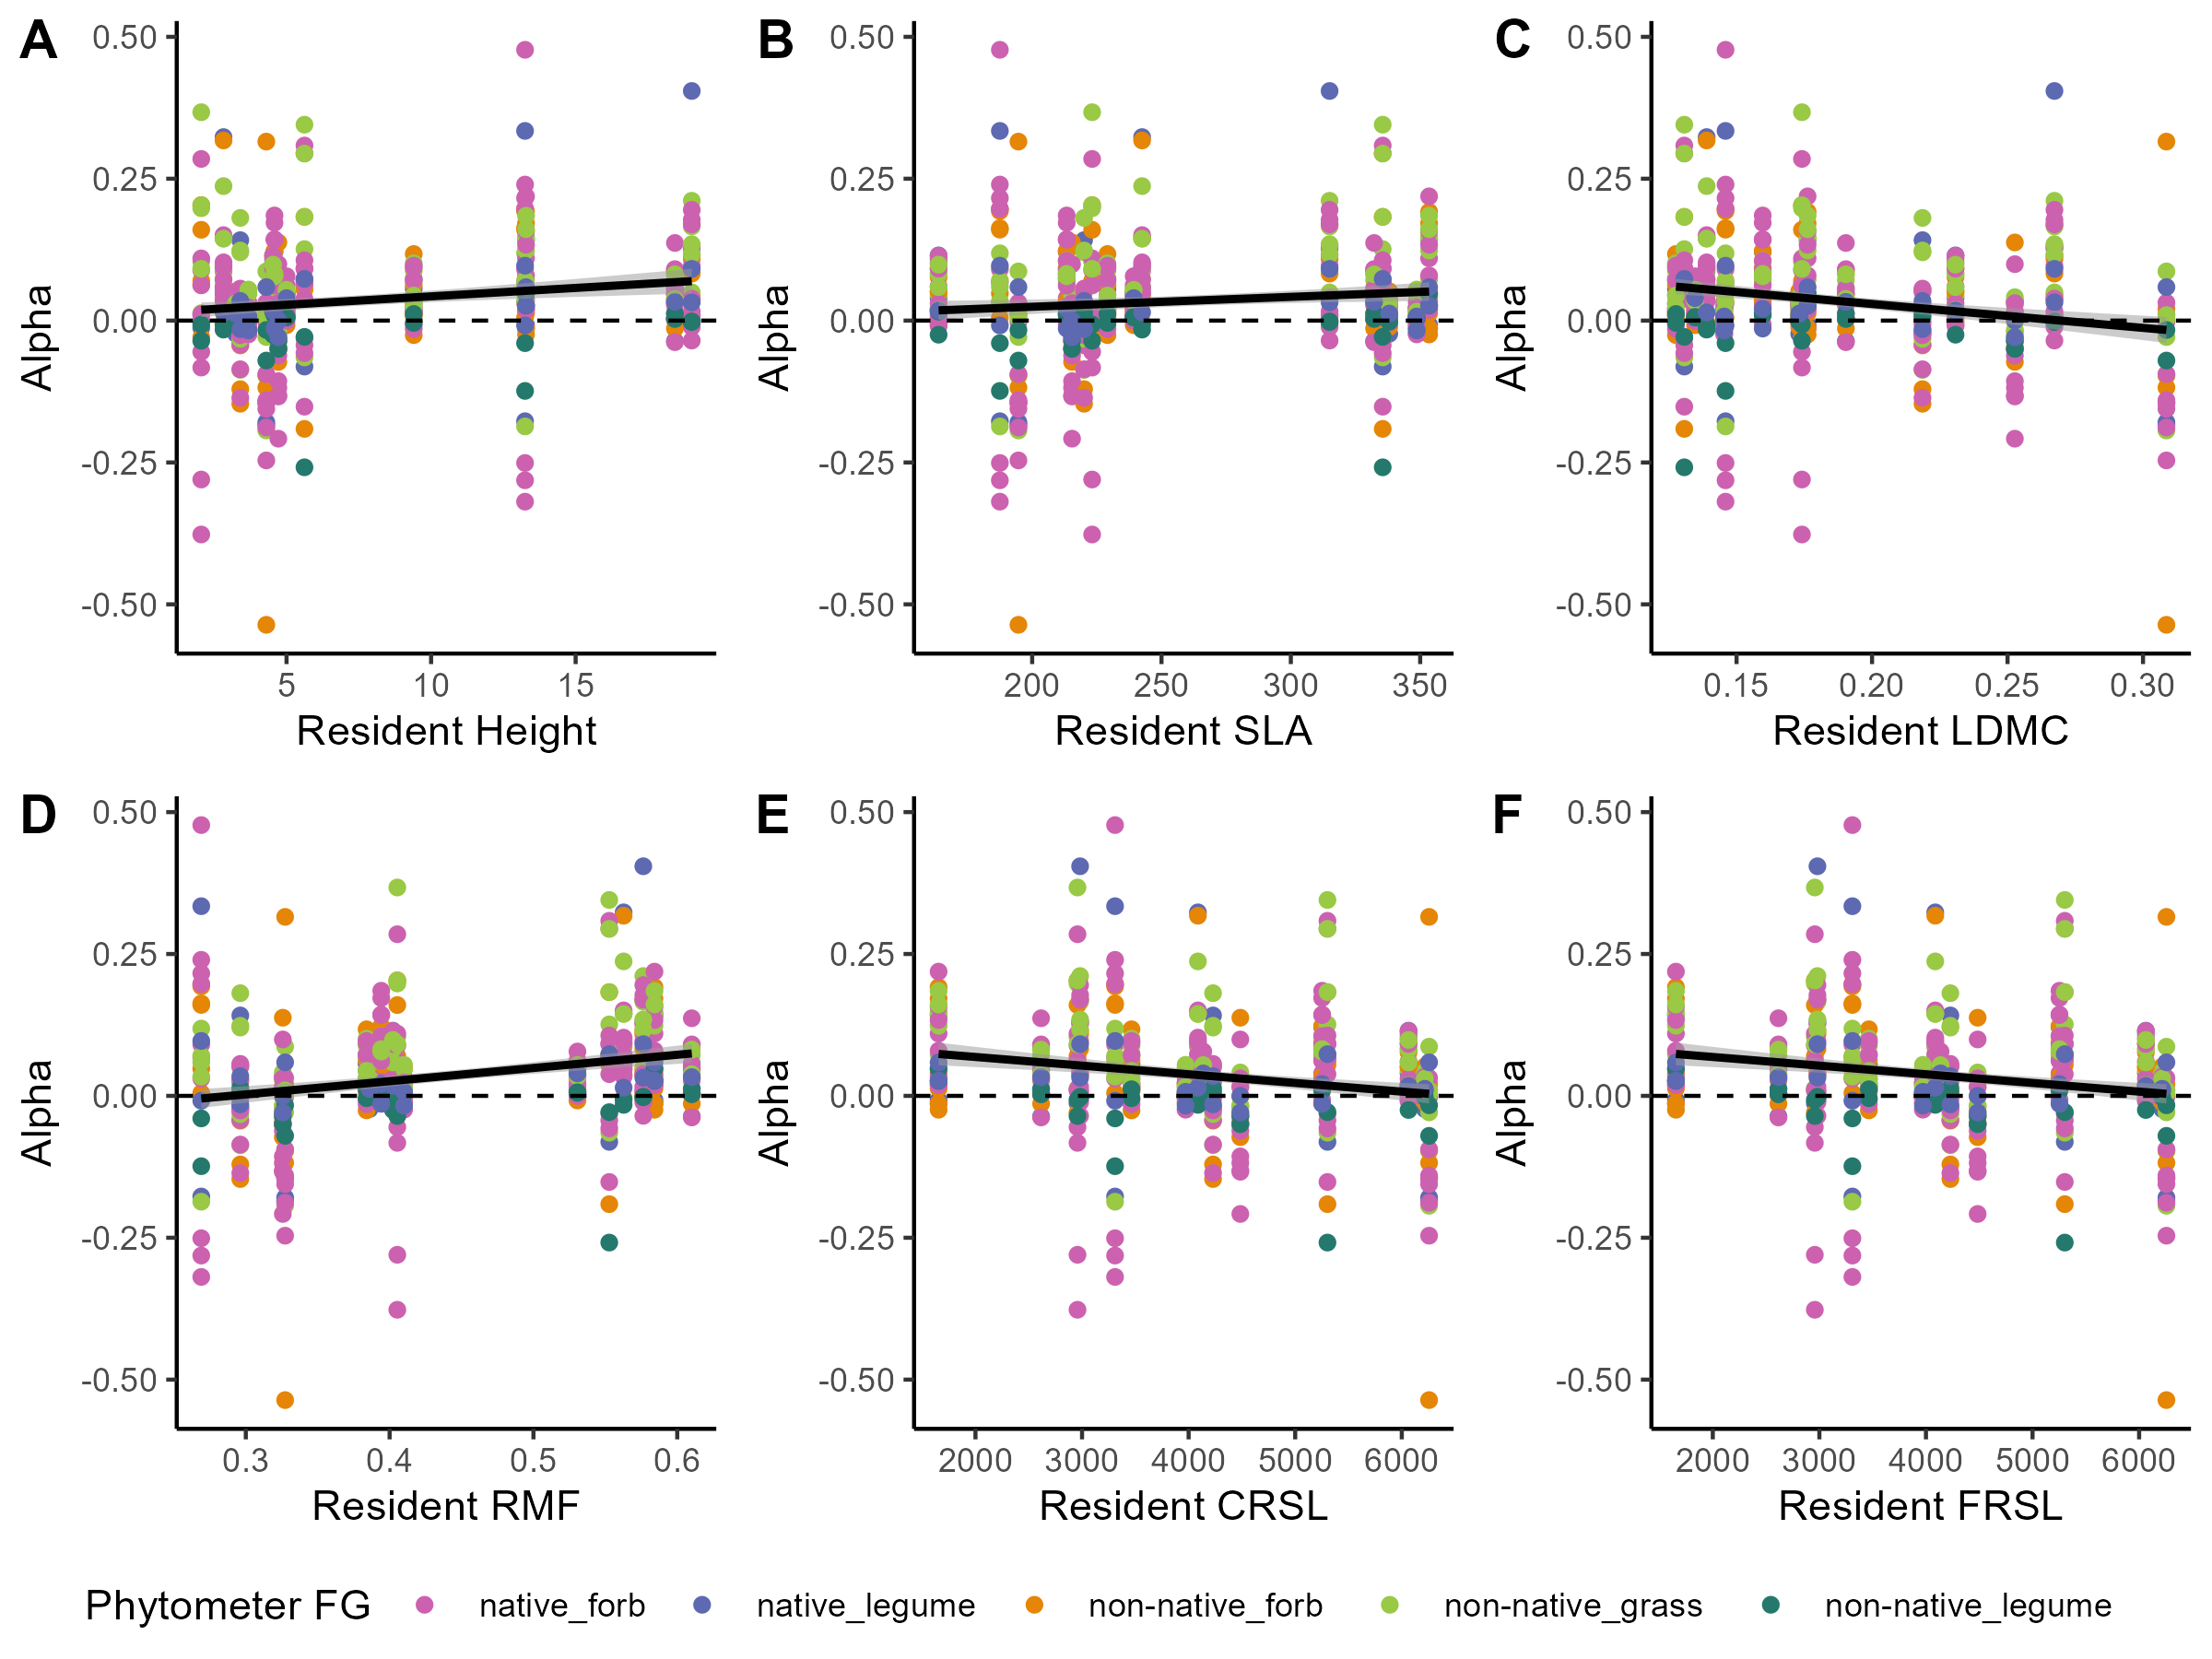 A
B
C
0.50
0.25
0.00
-0.25
-0.50
Alpha
5
10
15
Resident Height
0.50
0.25
0.00
-0.25
-0.50
Alpha
200
250
300
350
Resident SLA
0.50
0.25
0.00
-0.25
-0.50
Alpha
0.15
0.20
0.25
0.30
Resident LDMC
D
E
F
0.50
0.25
0.00
-0.25
-0.50
Alpha
0.3
0.4
0.5
0.6
Resident RMF
0.50
0.25
0.00
-0.25
-0.50
Alpha
2000
3000
4000
5000
6000
Resident CRSL
0.50
0.25
0.00
-0.25
-0.50
Alpha
2000
3000
4000
5000
6000
Resident FRSL
Phytometer FG
native_forb
native_legume
non-native_forb
non-native_grass
non-native_legume